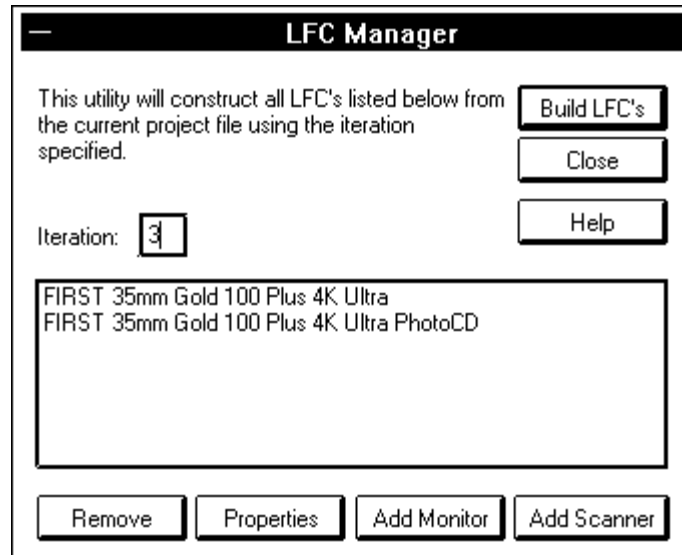 LFC Manager
This utility will construct all LFC's listed below from
the current project file using the iteration
specified.
Build LFC's
Close
Help
Iteration: 3
FIRST 35mm Gold 100 Plus 4K Ultra
FIRST 35mm Gold 100 Plus 4K Ultra PhotoCD
Remove Properties Add Monitor Add Scanner